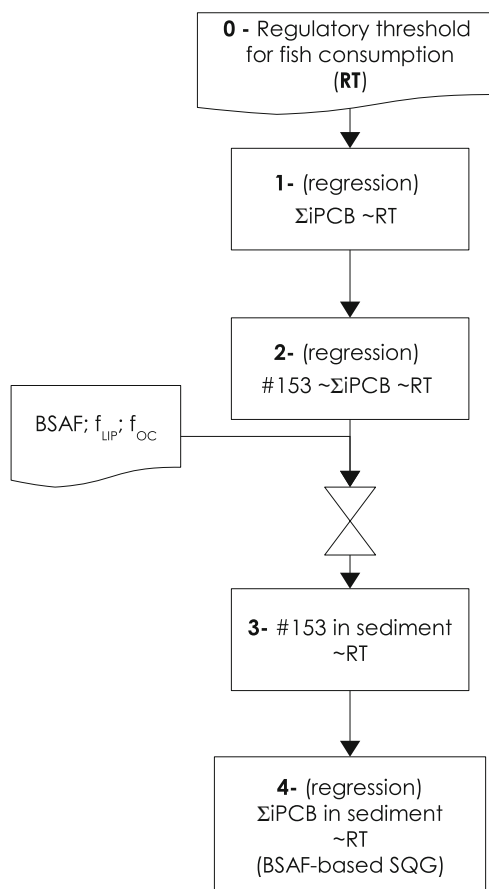 0 - Regulatory threshold
for fish consumption
(RT)
1- (regression)
ΣiPCB ~RT
2- (regression)
#153 ~ΣiPCB ~RT
BSAF; fLIP; fOC
3- #153 in sediment
~RT
4- (regression)
ΣiPCB in sediment
~RT
(BSAF-based SQG)